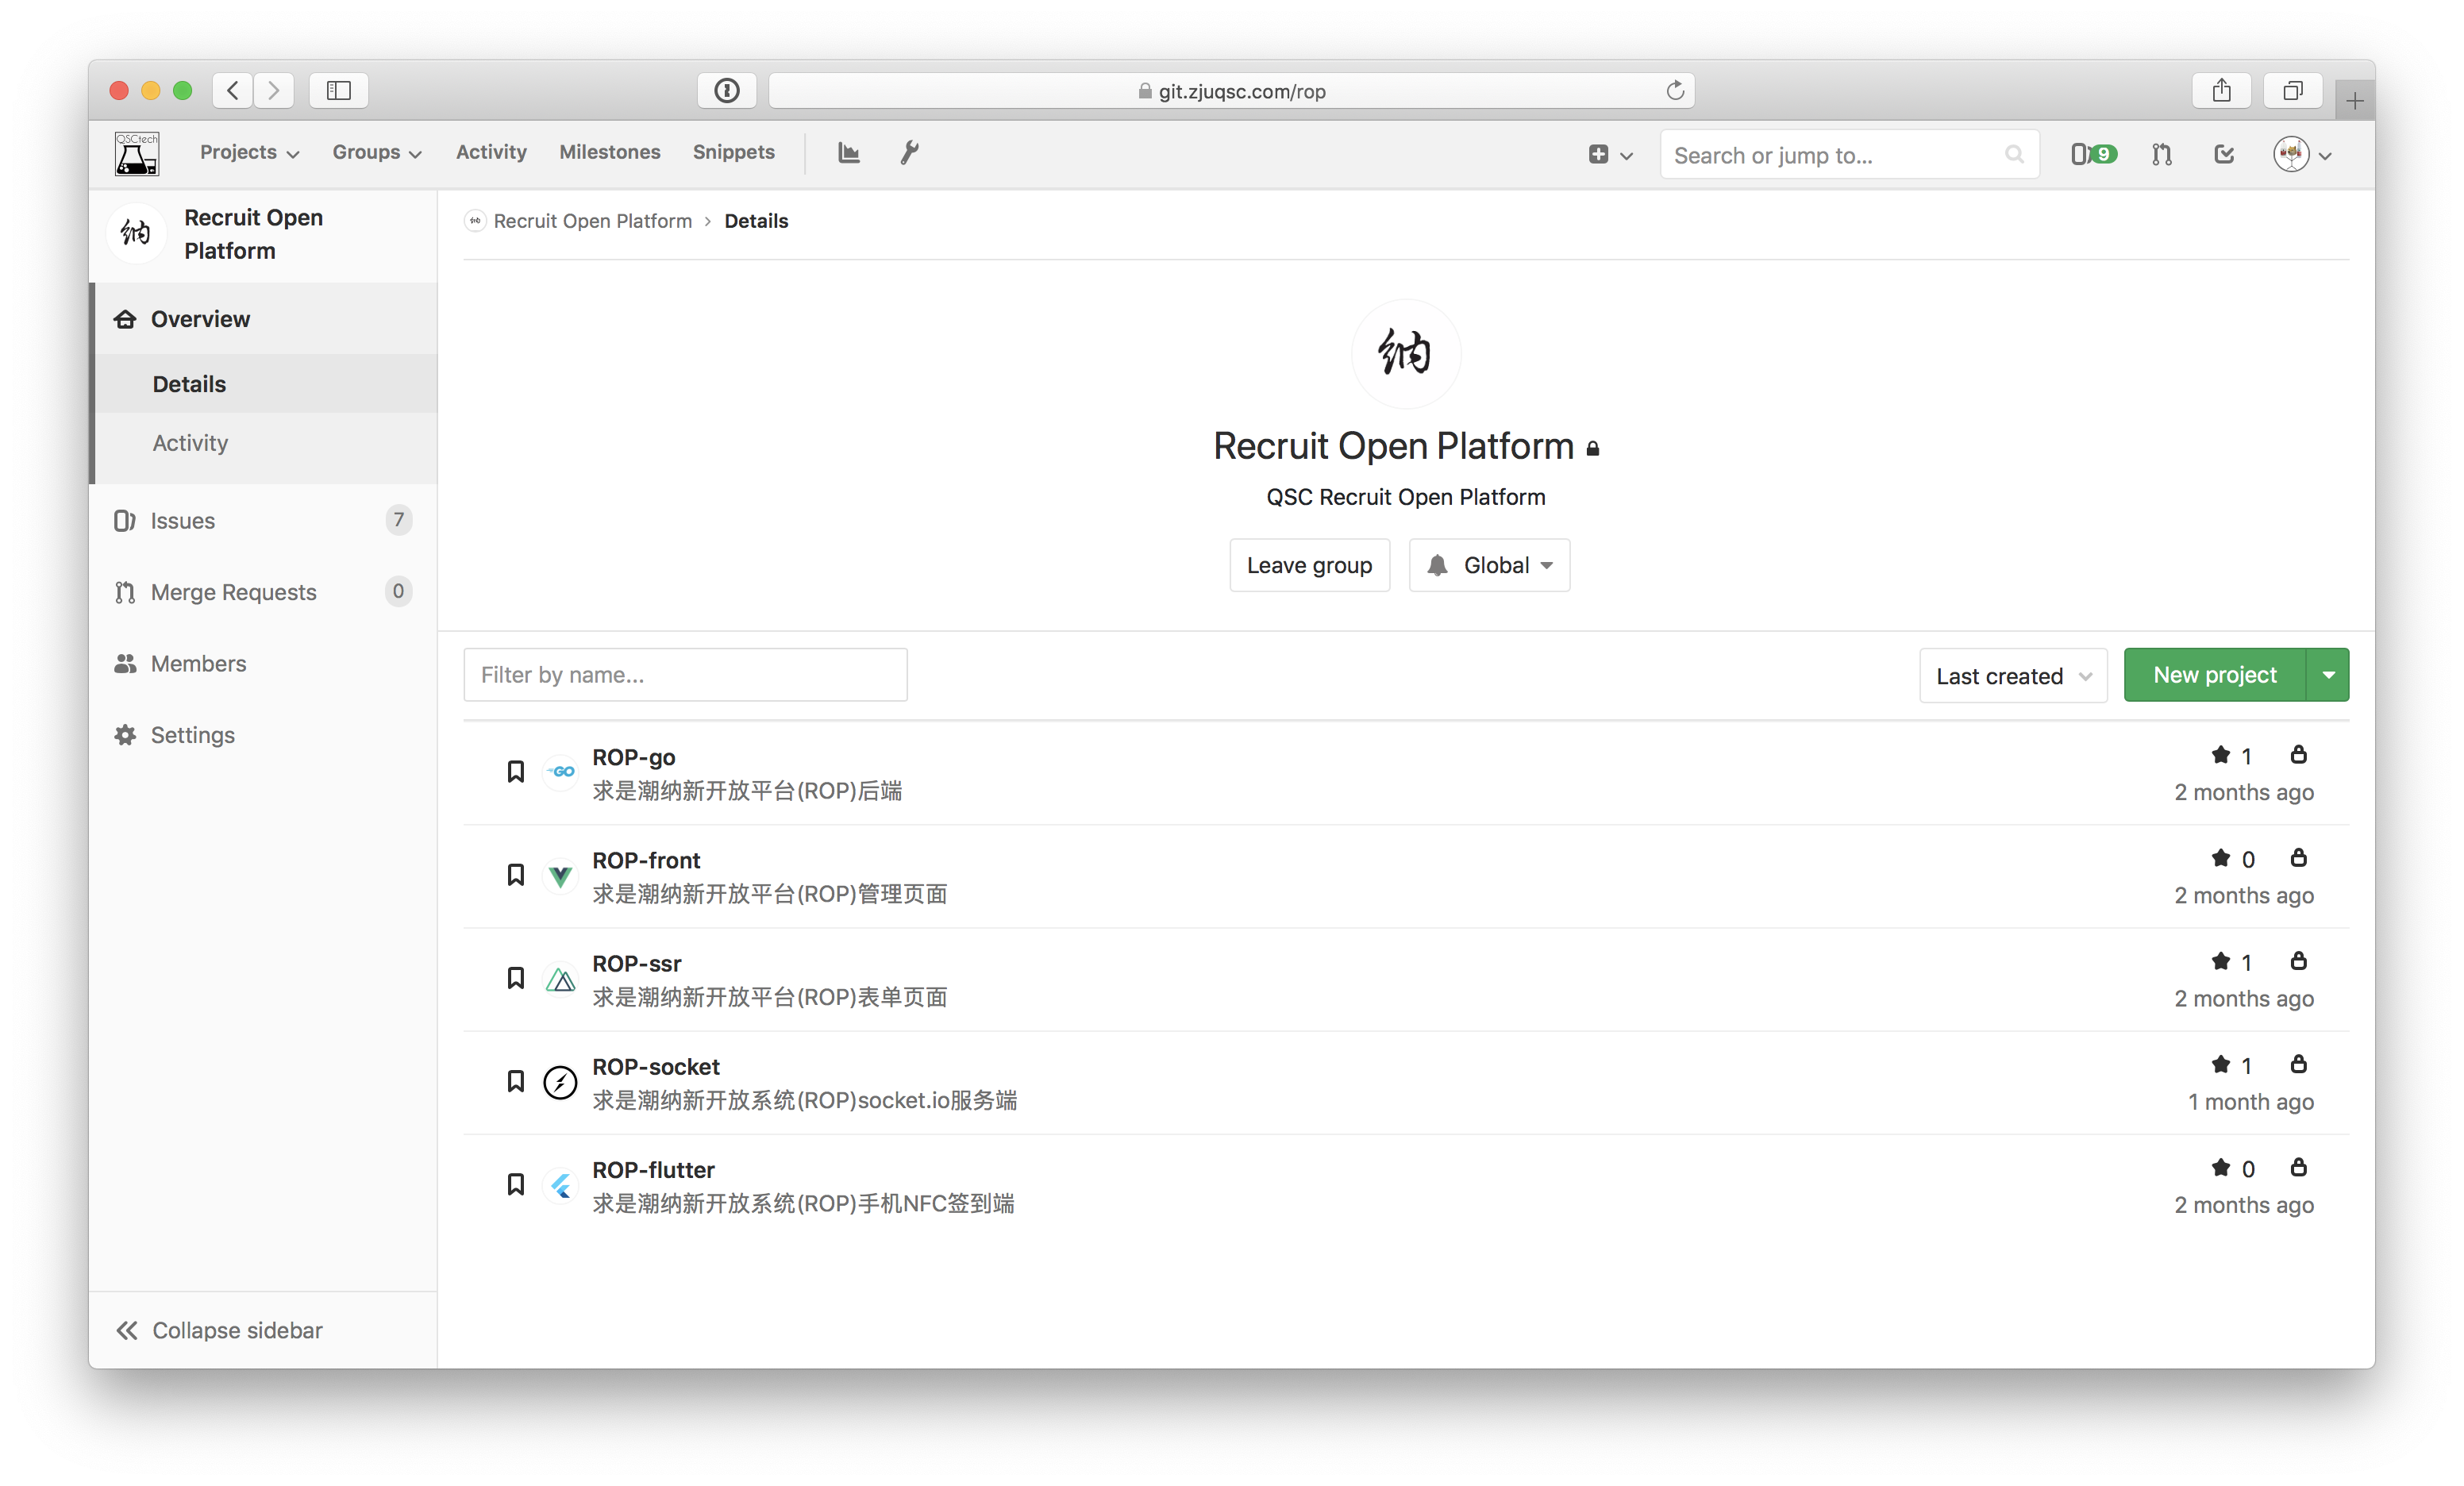 git.zjuqsc.com/rop
QSCtech
Projects
Groups
Activity
Milestones
Snippets
Search or jump to...
9
纳
Recruit Open
Platform
Recruit Open Platform › Details
Overview
Details
Activity
Issues 7
Merge Requests 0
Members
Settings
Collapse sidebar
纳
Recruit Open Platform
QSC Recruit Open Platform
Leave group
Global
Filter by name...
Last created
New project
GO
ROP-go
求是潮纳新开放平台(ROP)后端
1
2 months ago
ROP-front
求是潮纳新开放平台(ROP)管理页面
0
2 months ago
ROP-ssr
求是潮纳新开放平台(ROP)表单页面
1
2 months ago
ROP-socket
求是潮纳新开放系统(ROP)socket.io服务端
1
1 month ago
ROP-flutter
求是潮纳新开放系统(ROP)手机NFC签到端
0
2 months ago